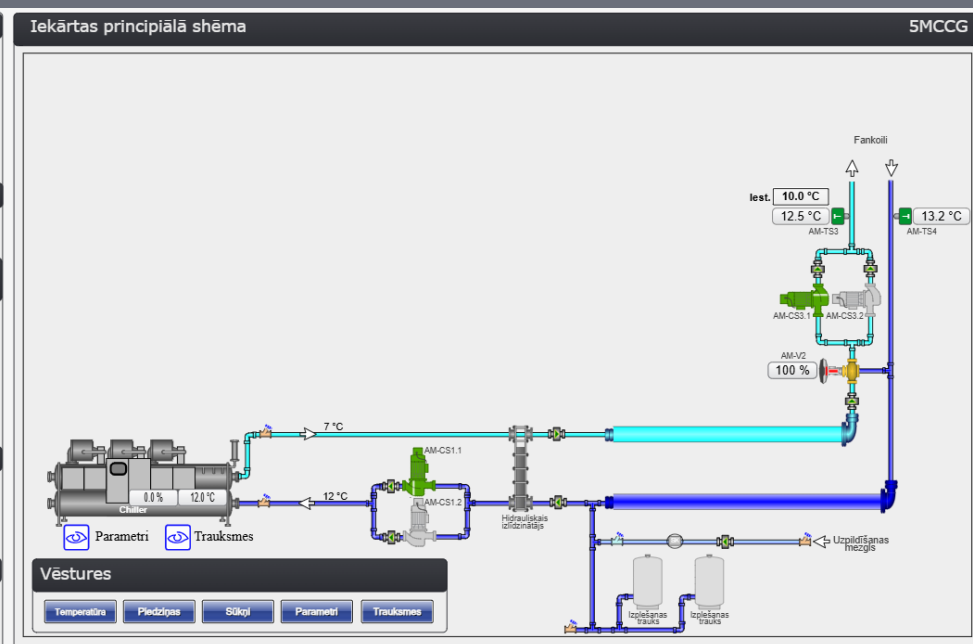 Iekārtas principiālā shēma
5MCCG
Fankoili
Iest. 10.0 °C
12.5 °C
13.2 °C
AM-TS3
AM-TS4
AM-CS3.1
AM-CS3.2
AM-V2
100 %
7 °C
AM-CS1.1
12 °C
AM-CS1.2
0.0 %
12.0 °C
Chiller
Hidrauliskais
izlīdzinātājs
Parametri
Trauksmes
Uzpildīšanas
mezgls
Vēstures
Temperatūra
Piedziņas
Sūkņi
Parametri
Trauksmes
Izplešanas
trauks
Izplešanas
trauks